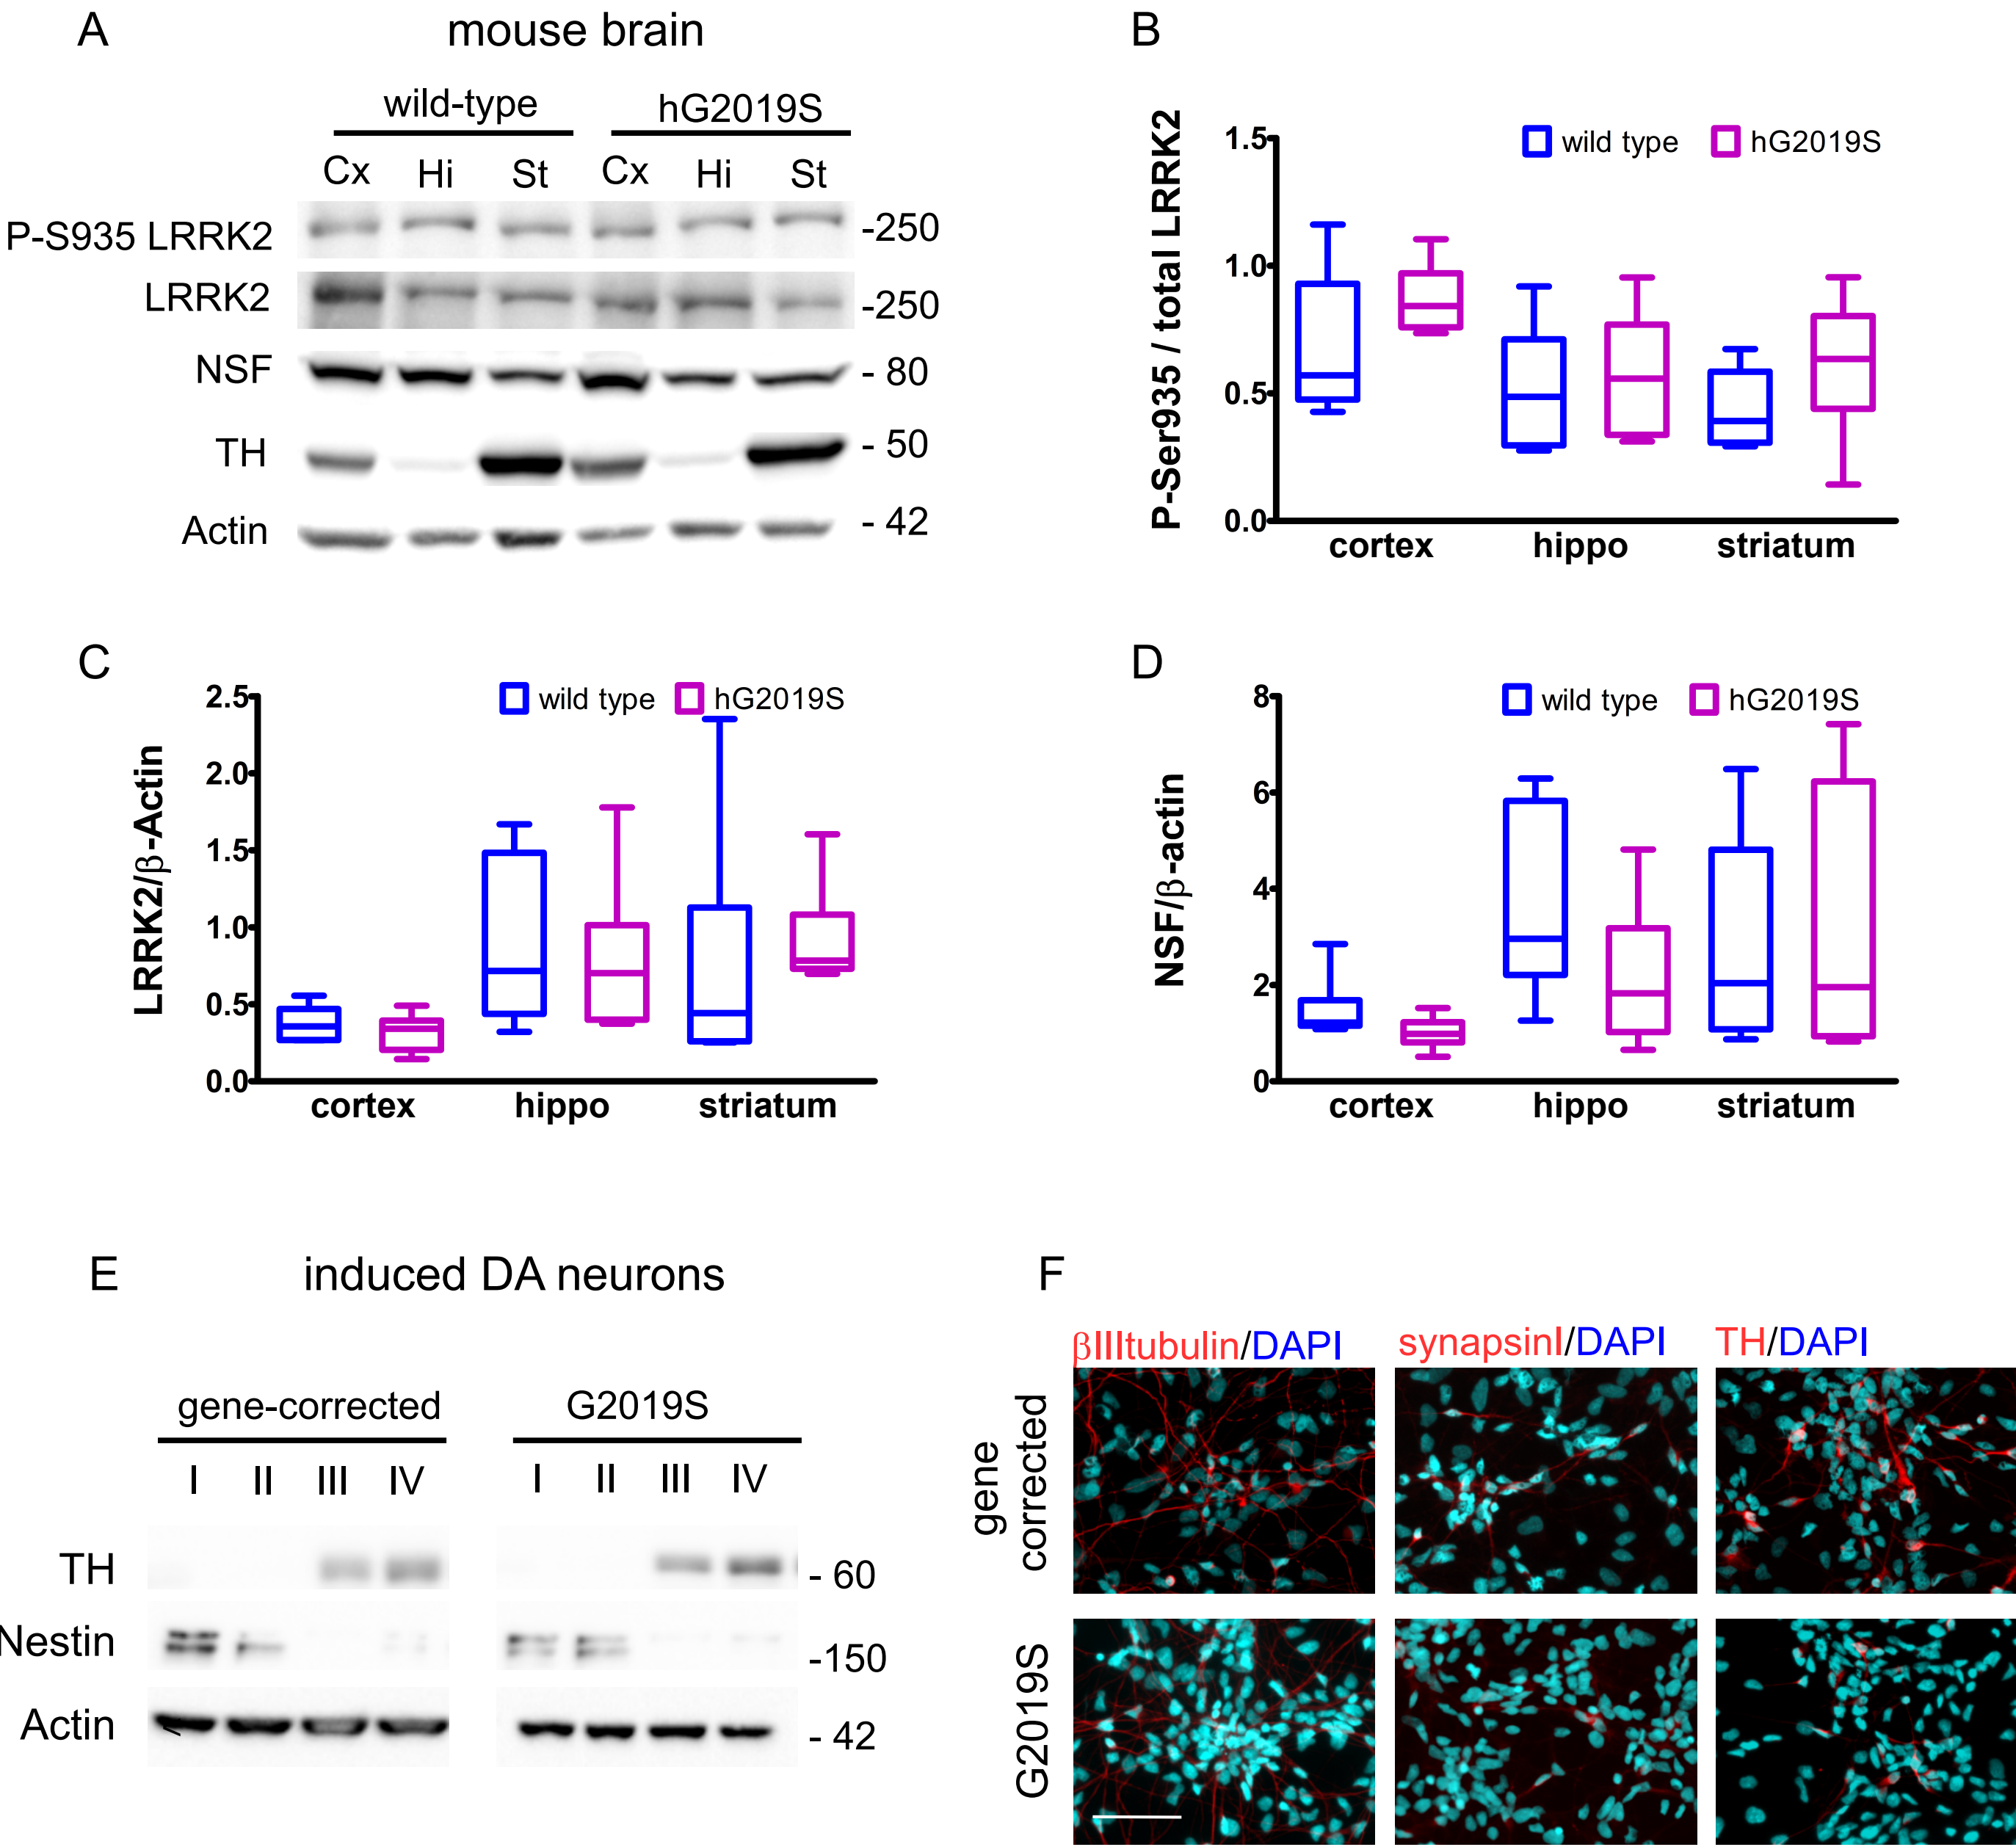 A
mouse brain
wild-type
hG2019S
Cx Hi St Cx Hi St
P-S935 LRRK2
-250
LRRK2
-250
NSF
- 80
TH
- 50
Actin
- 42
B
P-Ser935 / total LRRK2
1.5
1.0
0.5
0.0
wild type
hG2019S
cortex
hippo
striatum
C
LRRK2/β-Actin
2.5
2.0
1.5
1.0
0.5
0.0
wild type
hG2019S
cortex
hippo
striatum
D
NSF/β-actin
8
6
4
2
0
wild type
hG2019S
cortex
hippo
striatum
E
induced DA neurons
gene-corrected
G2019S
I II III IV I II III IV
TH
- 60
Nestin
-150
Actin
- 42
F
βIIItubulin/DAPI
synapsinI/DAPI
TH/DAPI
gene
corrected
G2019S